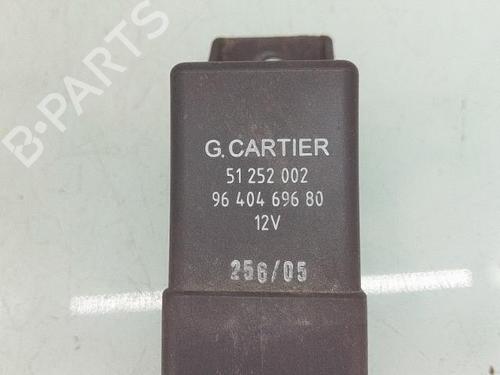 B-PARTS
G. CARTIER
51 252 002
96 404 696 80
12V
256/05